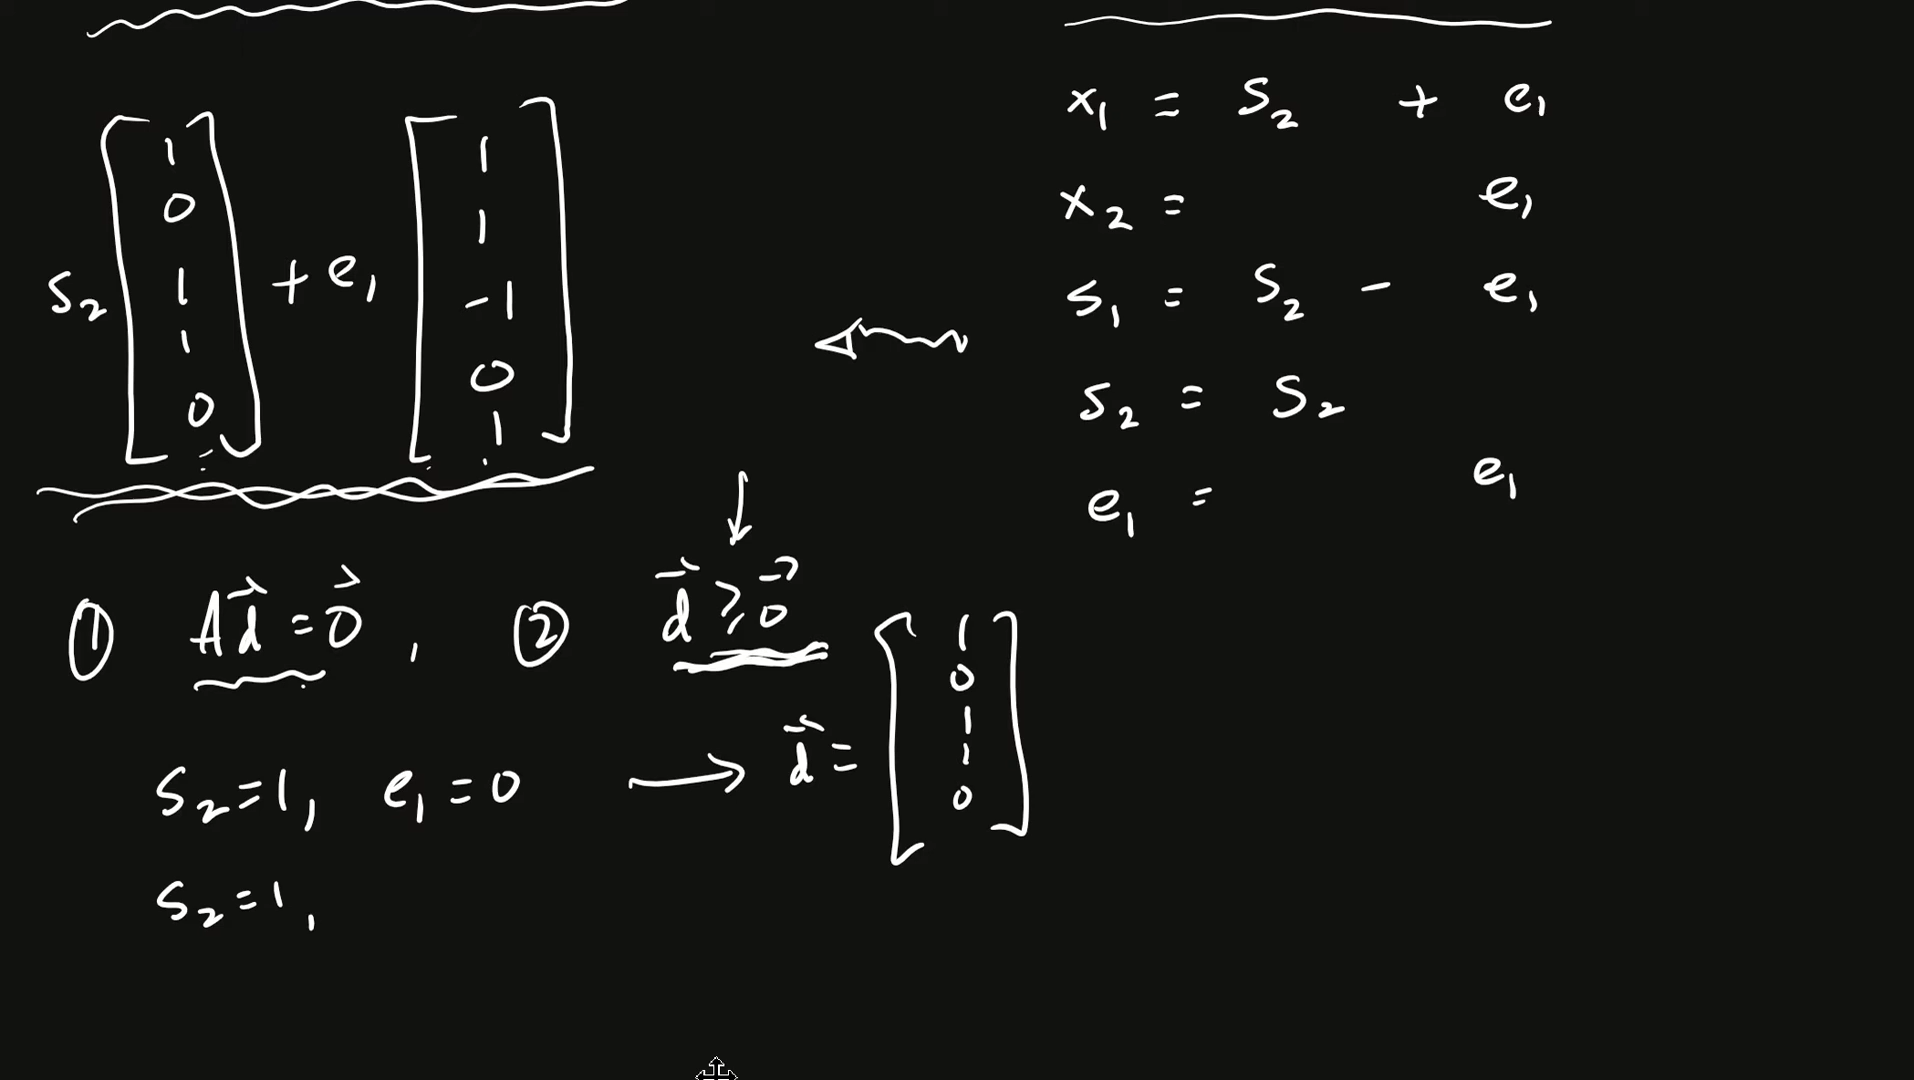 s₂ [1 0 1 1 0] + e₁ [1 1 -1 0 1]
x₁ = s₂ + e₁
x₂ = e₁
s₁ = s₂ - e₁
s₂ = s₂
e₁ = e₁
① Ad⃗ = 0⃗ , ② d⃗ ≥ 0⃗
s₂ = 1, e₁ = 0 → d⃗ = [1 0 1 1 0]
s₂ = 1,